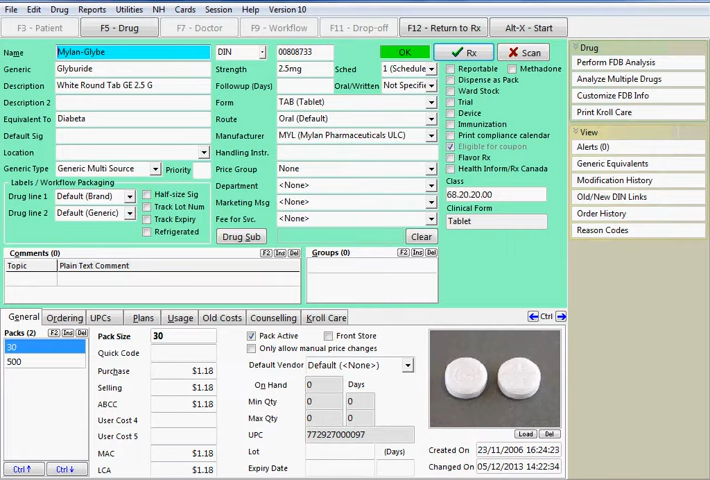 File Edit Drug Reports Utilities NH Cards Session Help Version 10
F3 - Patient F5 - Drug F7 - Doctor F9 - Workflow F11 - Drop-off F12 - Return to Rx Alt-X - Start
Name Mylan-Glybe DIN 00808733 OK Rx Scan
Generic Glyburide Strength 2.5mg Sched 1 (Schedule
Description White Round Tab GE 2.5 G Followup (Days) Oral/Written Not Specifie
Description 2 Form TAB (Tablet)
Equivalent To Diabeta Route Oral (Default)
Default Sig Manufacturer MYL (Mylan Pharmaceuticals ULC)
Location Handling Instr.
Generic Type Generic Multi Source Priority Price Group None
Labels / Workflow Packaging Department <None>
Drug line 1 Default (Brand) Half-size Sig Marketing Msg <None>
Drug line 2 Default (Generic) Track Lot Num Fee for Svc. <None>
Track Expiry
Refrigerated Drug Sub Clear
Reportable Methadone
Dispense as Pack
Ward Stock
Trial
Device
Immunization
Print compliance calendar
Eligible for coupon
Flavor Rx
Health Inform/Rx Canada
Class
68.20.20.00
Clinical Form
Tablet
Drug
Perform FDB Analysis
Analyze Multiple Drugs
Customize FDB Info
Print Kroll Care
View
Alerts (0)
Generic Equivalents
Modification History
Old/New DIN Links
Order History
Reason Codes
Comments (0) F2 Ins Del Groups (0) F2 Ins Del
Topic Plain Text Comment
General Ordering UPCs Plans Usage Old Costs Counselling Kroll Care Ctrl
Packs (2) F2 Ins Del
30
500
Ctrl Ctrl
Pack Size 30
Quick Code
Purchase $1.18
Selling $1.18
ABCC $1.18
User Cost 4
User Cost 5
MAC $1.18
LCA $1.18
Pack Active Front Store
Only allow manual price changes
Default Vendor Default (<None>)
On Hand 0 Days
Min Qty 0 0
Max Qty 0 0
UPC 772927000097
Lot (Days)
Expiry Date
Load Del
Created On 23/11/2006 16:24:23
Changed On 05/12/2013 14:22:34